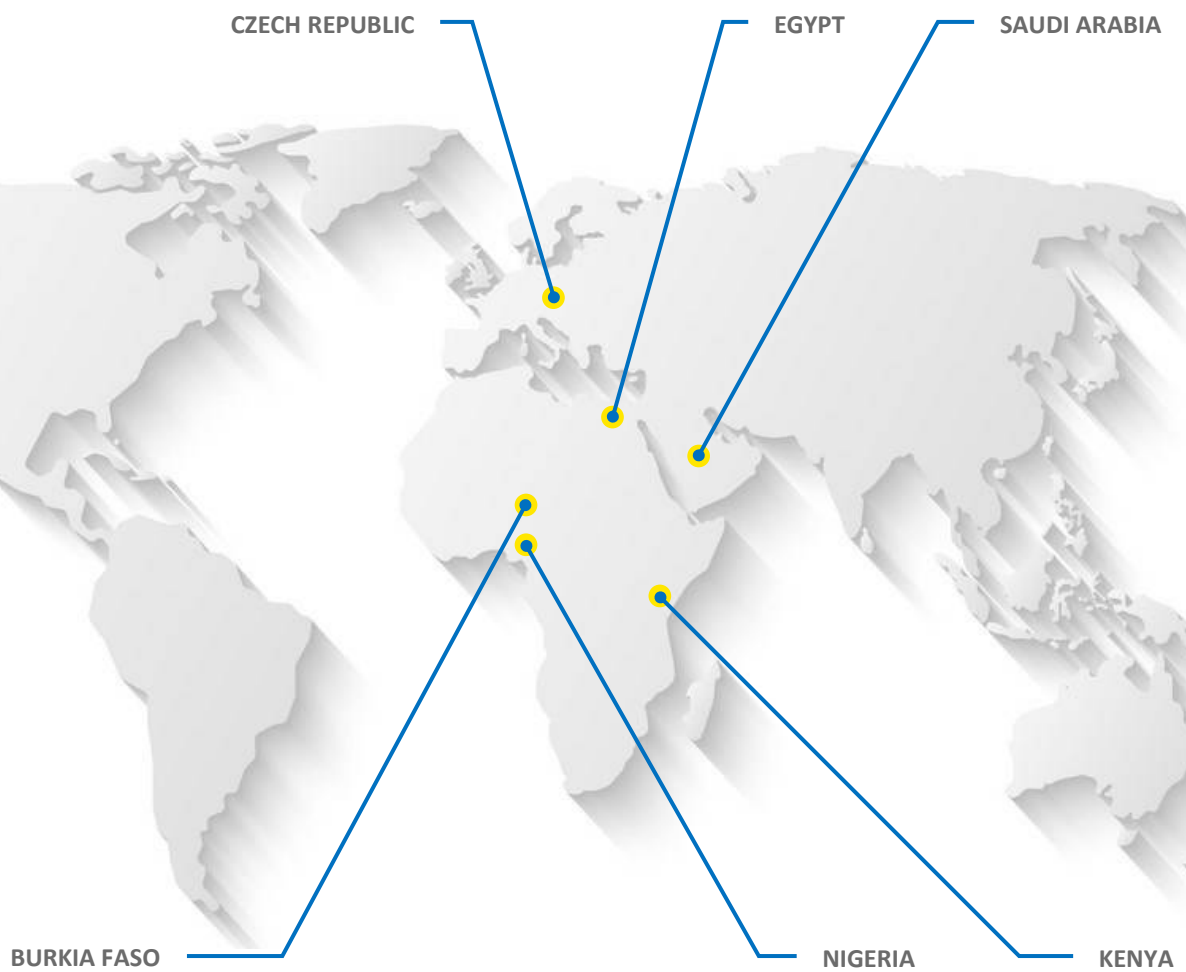 CZECH REPUBLIC
EGYPT
SAUDI ARABIA
BURKIA FASO
NIGERIA
KENYA